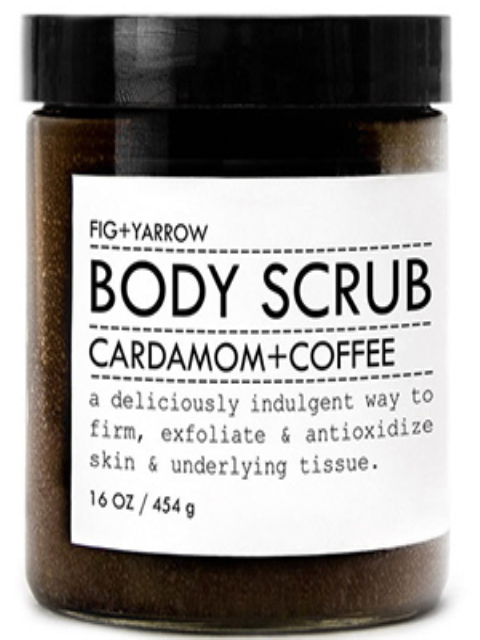 FIG+YARROW
BODY SCRUB
CARDAMOM+COFFEE
a deliciously indulgent way to
firm, exfoliate & antioxidize
skin & underlying tissue.
16 OZ / 454 g